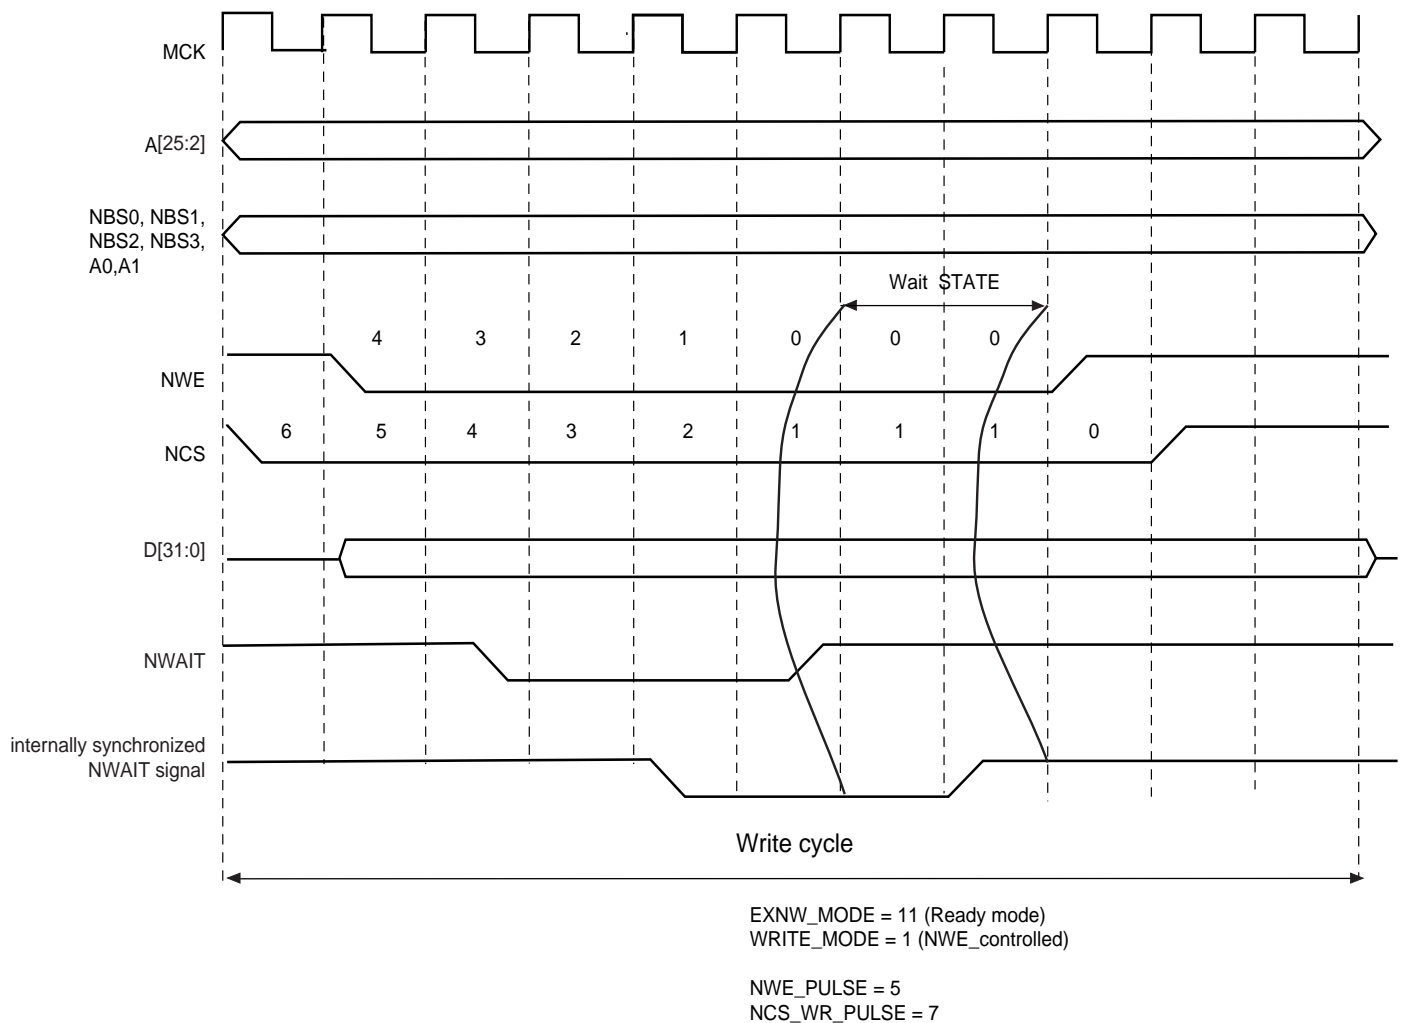 MCK
A[25:2]
NBS0, NBS1,
NBS2, NBS3,
A0,A1
Wait STATE
4 3 2 1 0 0 0
NWE
6 5 4 3 2 1 1 1 0
NCS
D[31:0]
NWAIT
internally synchronized
NWAIT signal
Write cycle
EXNW_MODE = 11 (Ready mode)
WRITE_MODE = 1 (NWE_controlled)
NWE_PULSE = 5
NCS_WR_PULSE = 7